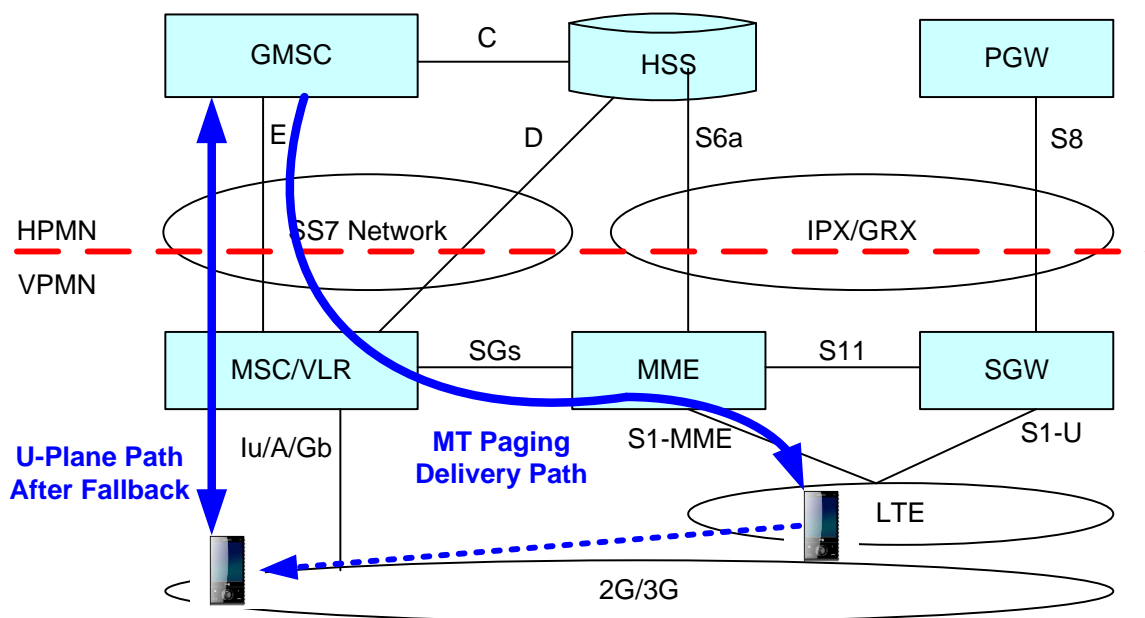 C
GMSC
HSS
PGW
E
D
S6a
S8
HPMN
SS7 Network
IPX/GRX
VPMN
SGs
S11
MSC/VLR
MME
SGW
Iu/A/Gb
MT Paging
Delivery Path
S1-MME
S1-U
U-Plane Path
After Fallback
LTE
2G/3G